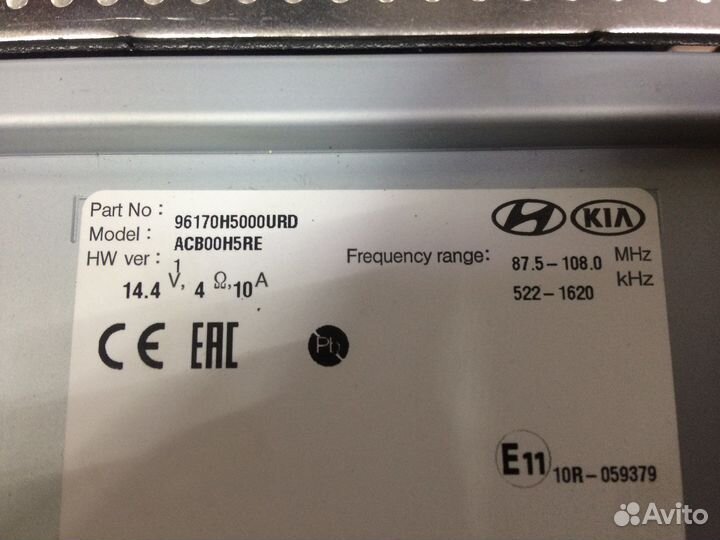 Part No : 96170H5000URD
Model : ACB00H5RE
HW ver : 1
14.4 V, 4 Ω, 10 A
KIA
Frequency range: 87.5-108.0 MHz
522-1620 kHz
CE EAC Pb
E11 10R-059379
Avito